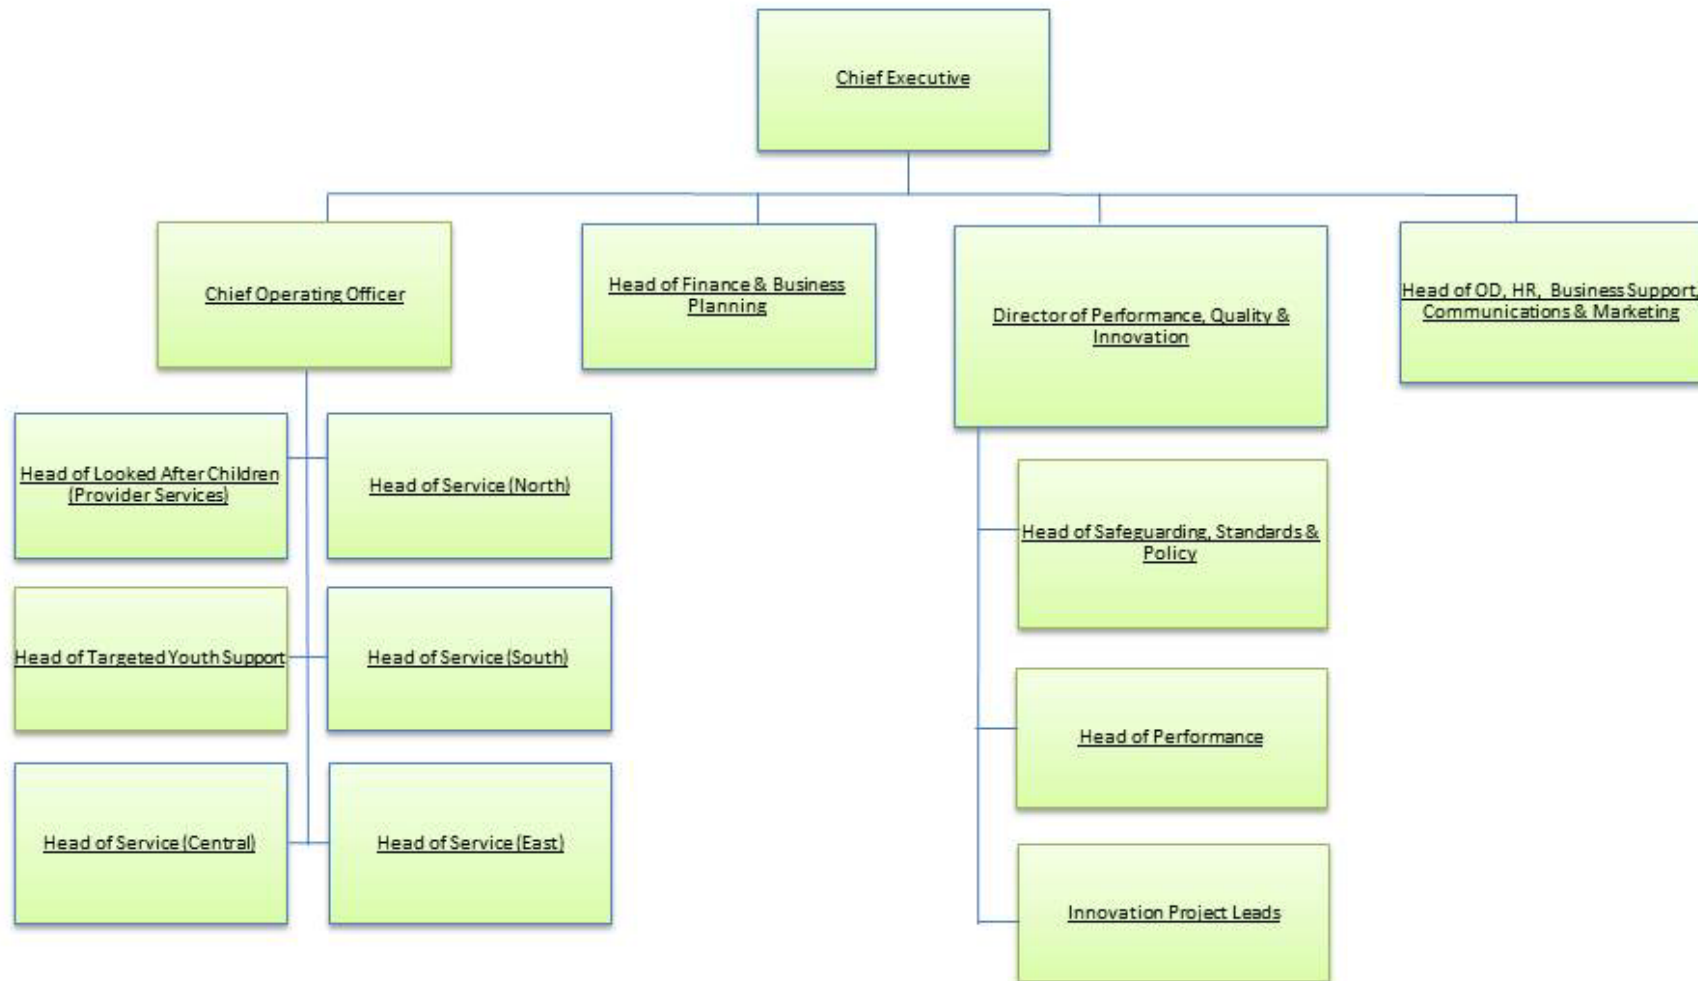 Chief Executive
Chief Operating Officer
Head of Finance & Business
Planning
Director of Performance, Quality &
Innovation
Head of OD, HR, Business Support,
Communications & Marketing
Head of Looked After Children
(Provider Services)
Head of Service (North)
Head of Safeguarding, Standards &
Policy
Head of Targeted Youth Support
Head of Service (South)
Head of Performance
Head of Service (Central)
Head of Service (East)
Innovation Project Leads